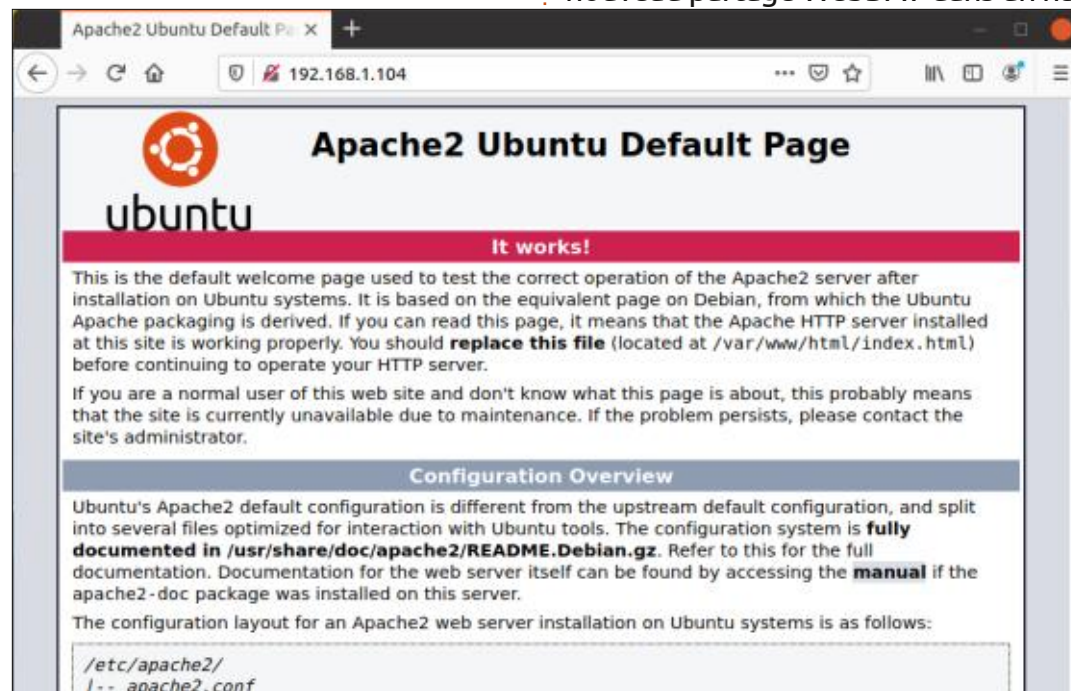 Apache2 Ubuntu Default Pa
192.168.1.104
ubuntu
Apache2 Ubuntu Default Page
It works!
This is the default welcome page used to test the correct operation of the Apache2 server after
installation on Ubuntu systems. It is based on the equivalent page on Debian, from which the Ubuntu
Apache packaging is derived. If you can read this page, it means that the Apache HTTP server installed
at this site is working properly. You should replace this file (located at /var/www/html/index.html)
before continuing to operate your HTTP server.
If you are a normal user of this web site and don't know what this page is about, this probably means
that the site is currently unavailable due to maintenance. If the problem persists, please contact the
site's administrator.
Configuration Overview
Ubuntu's Apache2 default configuration is different from the upstream default configuration, and split
into several files optimized for interaction with Ubuntu tools. The configuration system is fully
documented in /usr/share/doc/apache2/README.Debian.gz. Refer to this for the full
documentation. Documentation for the web server itself can be found by accessing the manual if the
apache2-doc package was installed on this server.
The configuration layout for an Apache2 web server installation on Ubuntu systems is as follows:
/etc/apache2/
|-- apache2.conf